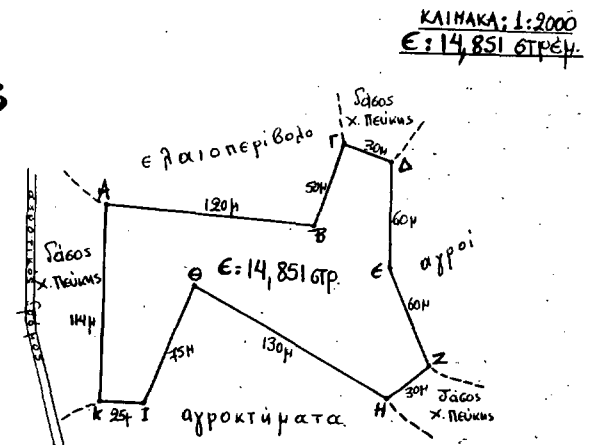 ΚΛΙΜΑΚΑ: 1:2000
Ε: 14,851 στρέμ.
δάσος
χ. Πεύκης
ελαιοπερίβολο
Γ
30μ
Δ
50μ
Α
120μ
Β
60μ
δάσος
χ. Πεύκης
Θ
Ε: 14,851 στρ.
Ε
αγροί
δρόμος
114μ
75μ
130μ
60μ
Ζ
30μ
Κ
25μ
Ι
Η
δάσος
χ. Πεύκης
αγροκτήματα